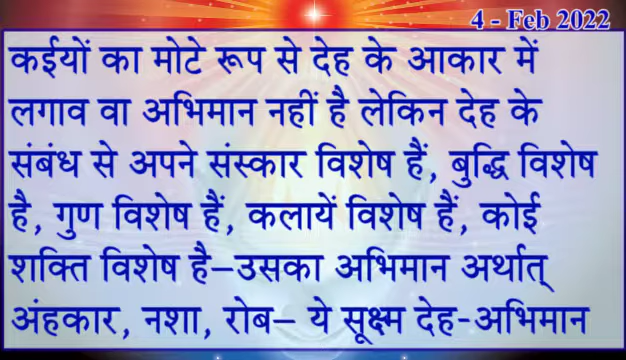 4 - Feb 2022
कईयों का मोटे रूप से देह के आकार में
लगाव वा अभिमान नहीं है लेकिन देह के
संबंध से अपने संस्कार विशेष हैं, बुद्धि विशेष
है, गुण विशेष हैं, कलायें विशेष हैं, कोई
शक्ति विशेष है–उसका अभिमान अर्थात्
अंहकार, नशा, रोब– ये सूक्ष्म देह-अभिमान